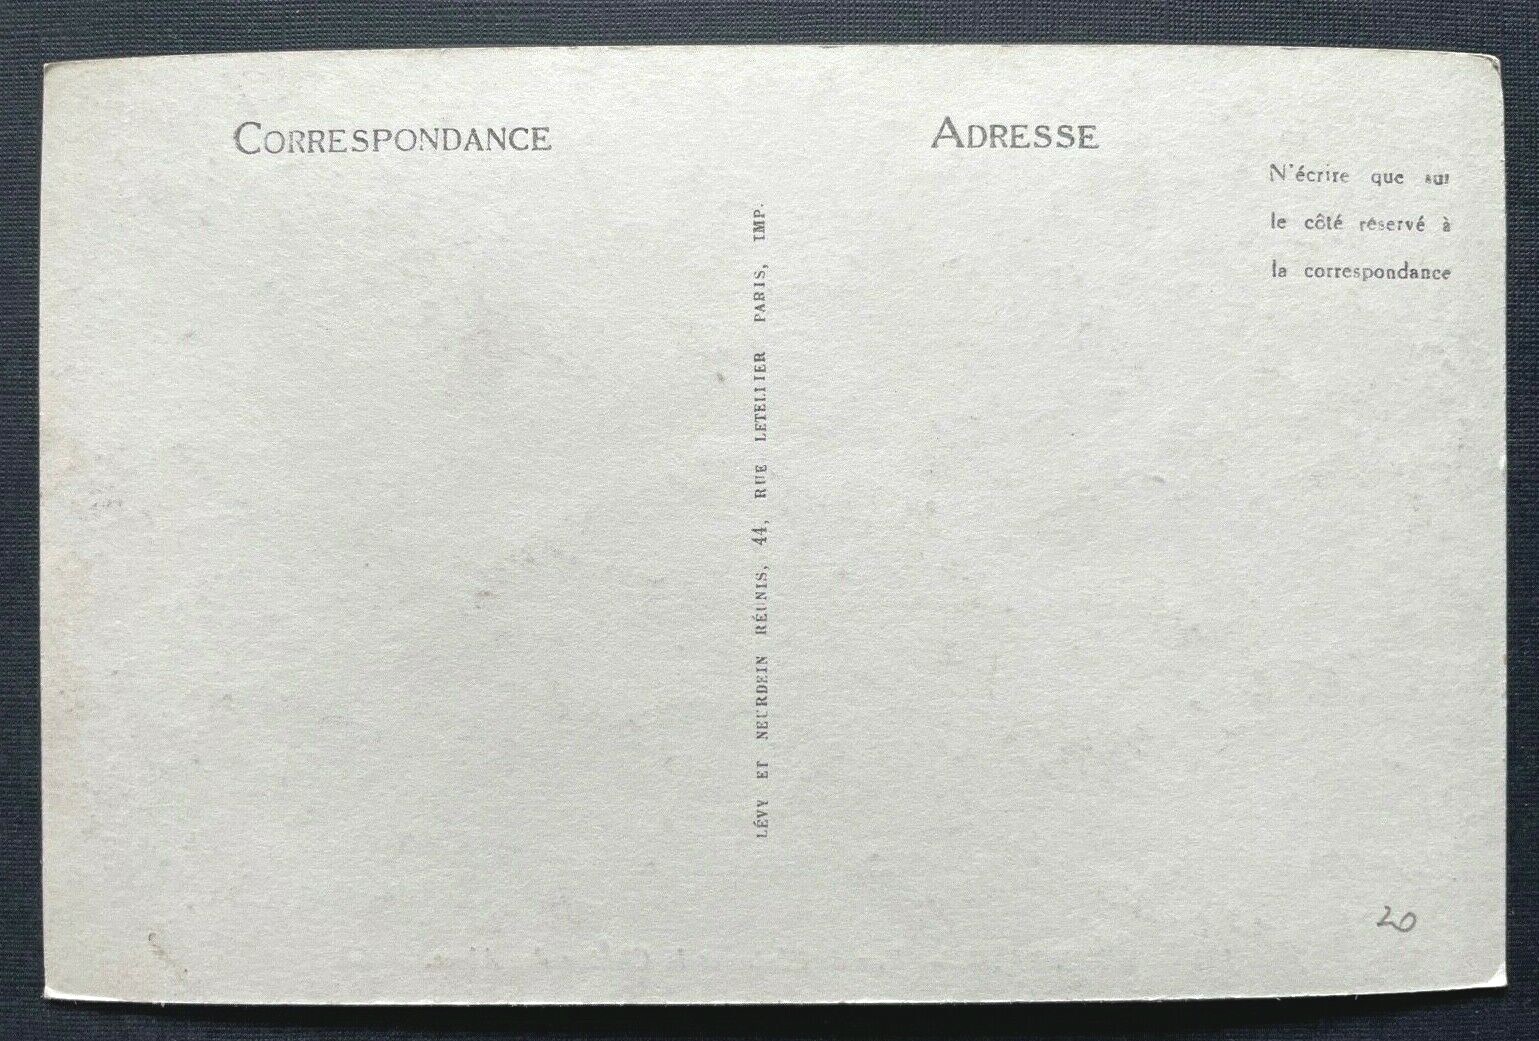 CORRESPONDANCE
ADRESSE
N'écrire que sur
le côté réservé à
la correspondance
LÉVY ET NEURDEIN RÉUNIS, 44, RUE LETELLIER PARIS, IMP.
20